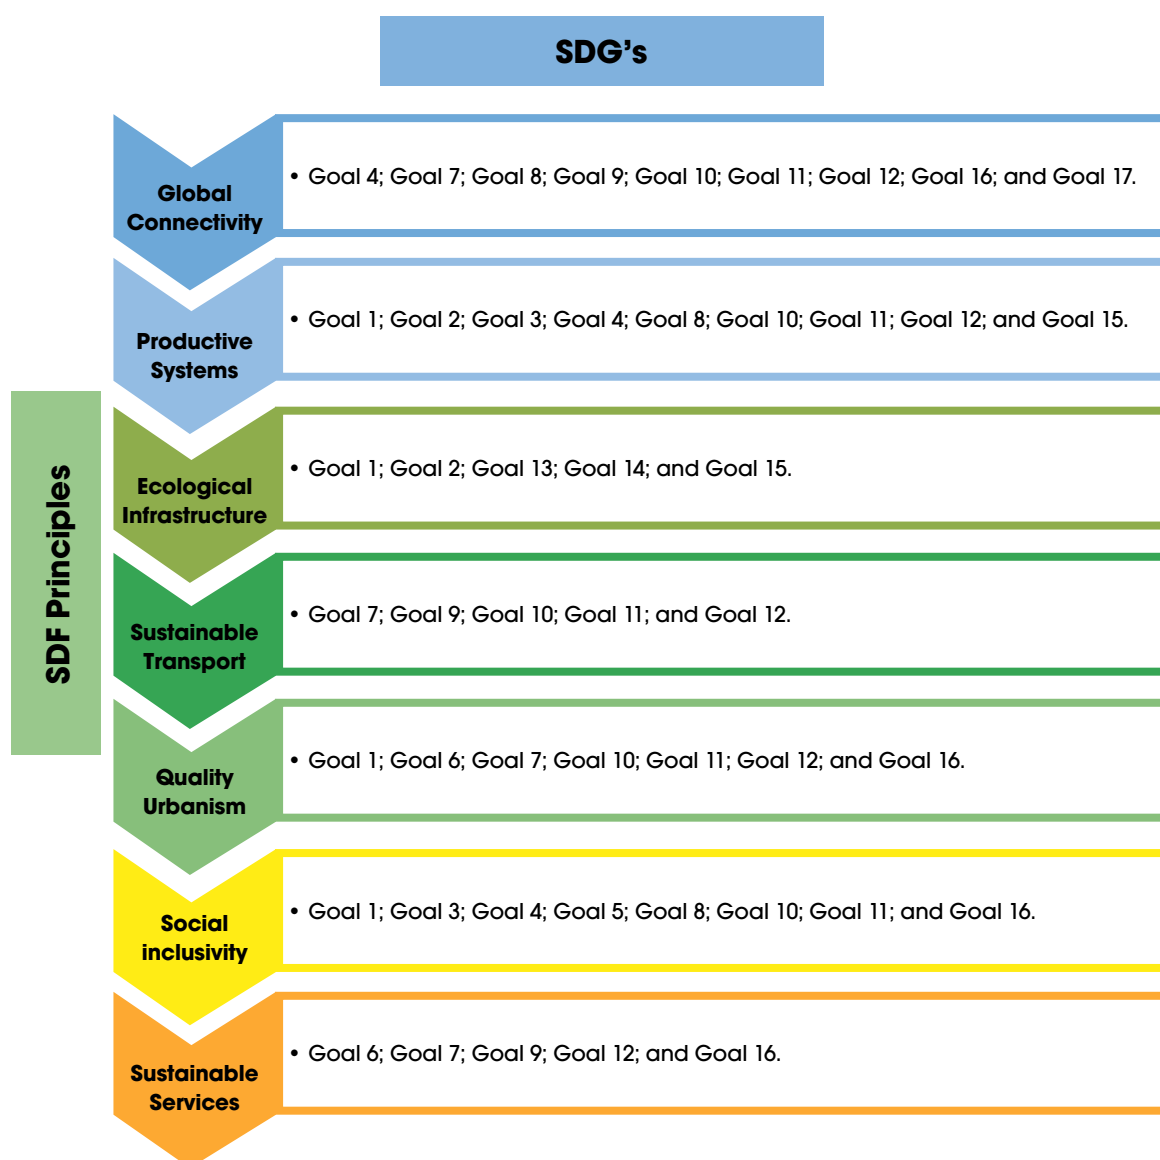 SDG's
SDF Principles
Global
Connectivity
• Goal 4; Goal 7; Goal 8; Goal 9; Goal 10; Goal 11; Goal 12; Goal 16; and Goal 17.
Productive
Systems
• Goal 1; Goal 2; Goal 3; Goal 4; Goal 8; Goal 10; Goal 11; Goal 12; and Goal 15.
Ecological
Infrastructure
• Goal 1; Goal 2; Goal 13; Goal 14; and Goal 15.
Sustainable
Transport
• Goal 7; Goal 9; Goal 10; Goal 11; and Goal 12.
Quality
Urbanism
• Goal 1; Goal 6; Goal 7; Goal 10; Goal 11; Goal 12; and Goal 16.
Social
inclusivity
• Goal 1; Goal 3; Goal 4; Goal 5; Goal 8; Goal 10; Goal 11; and Goal 16.
Sustainable
Services
• Goal 6; Goal 7; Goal 9; Goal 12; and Goal 16.